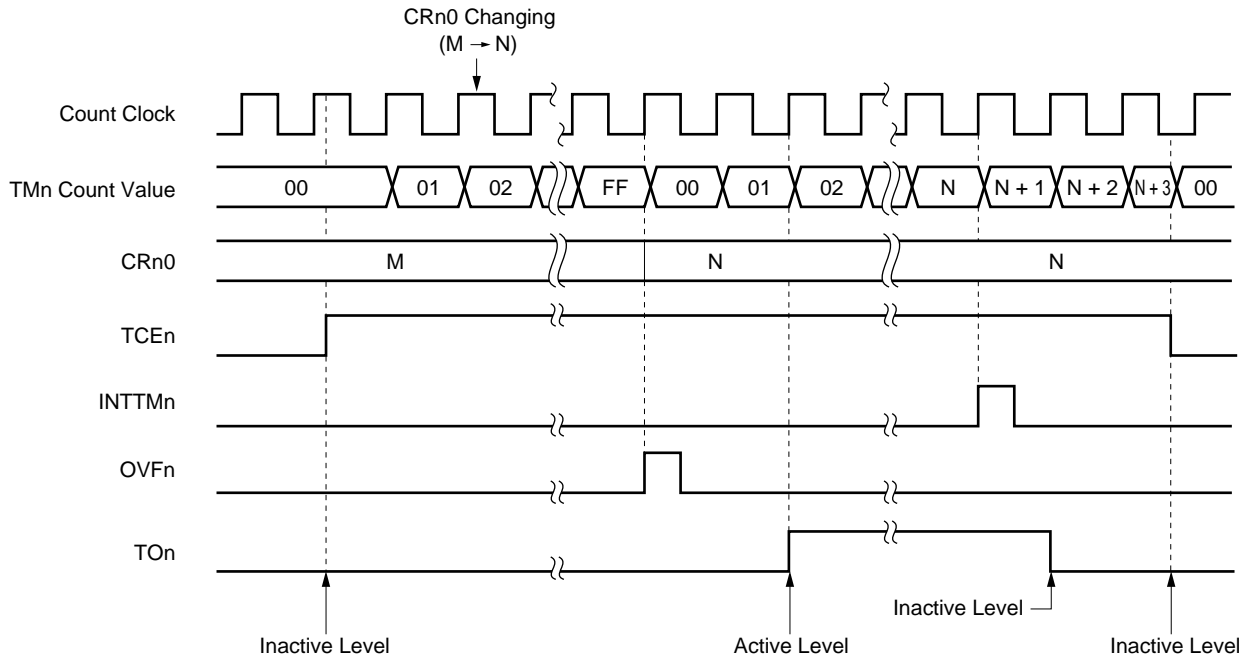 CRn0 Changing
(M → N)
Count Clock
TMn Count Value
00 01 02 FF 00 01 02 N N + 1 N + 2 N + 3 00
CRn0
M N N
TCEn
INTTMn
OVFn
TOn
Inactive Level
Inactive Level Active Level Inactive Level